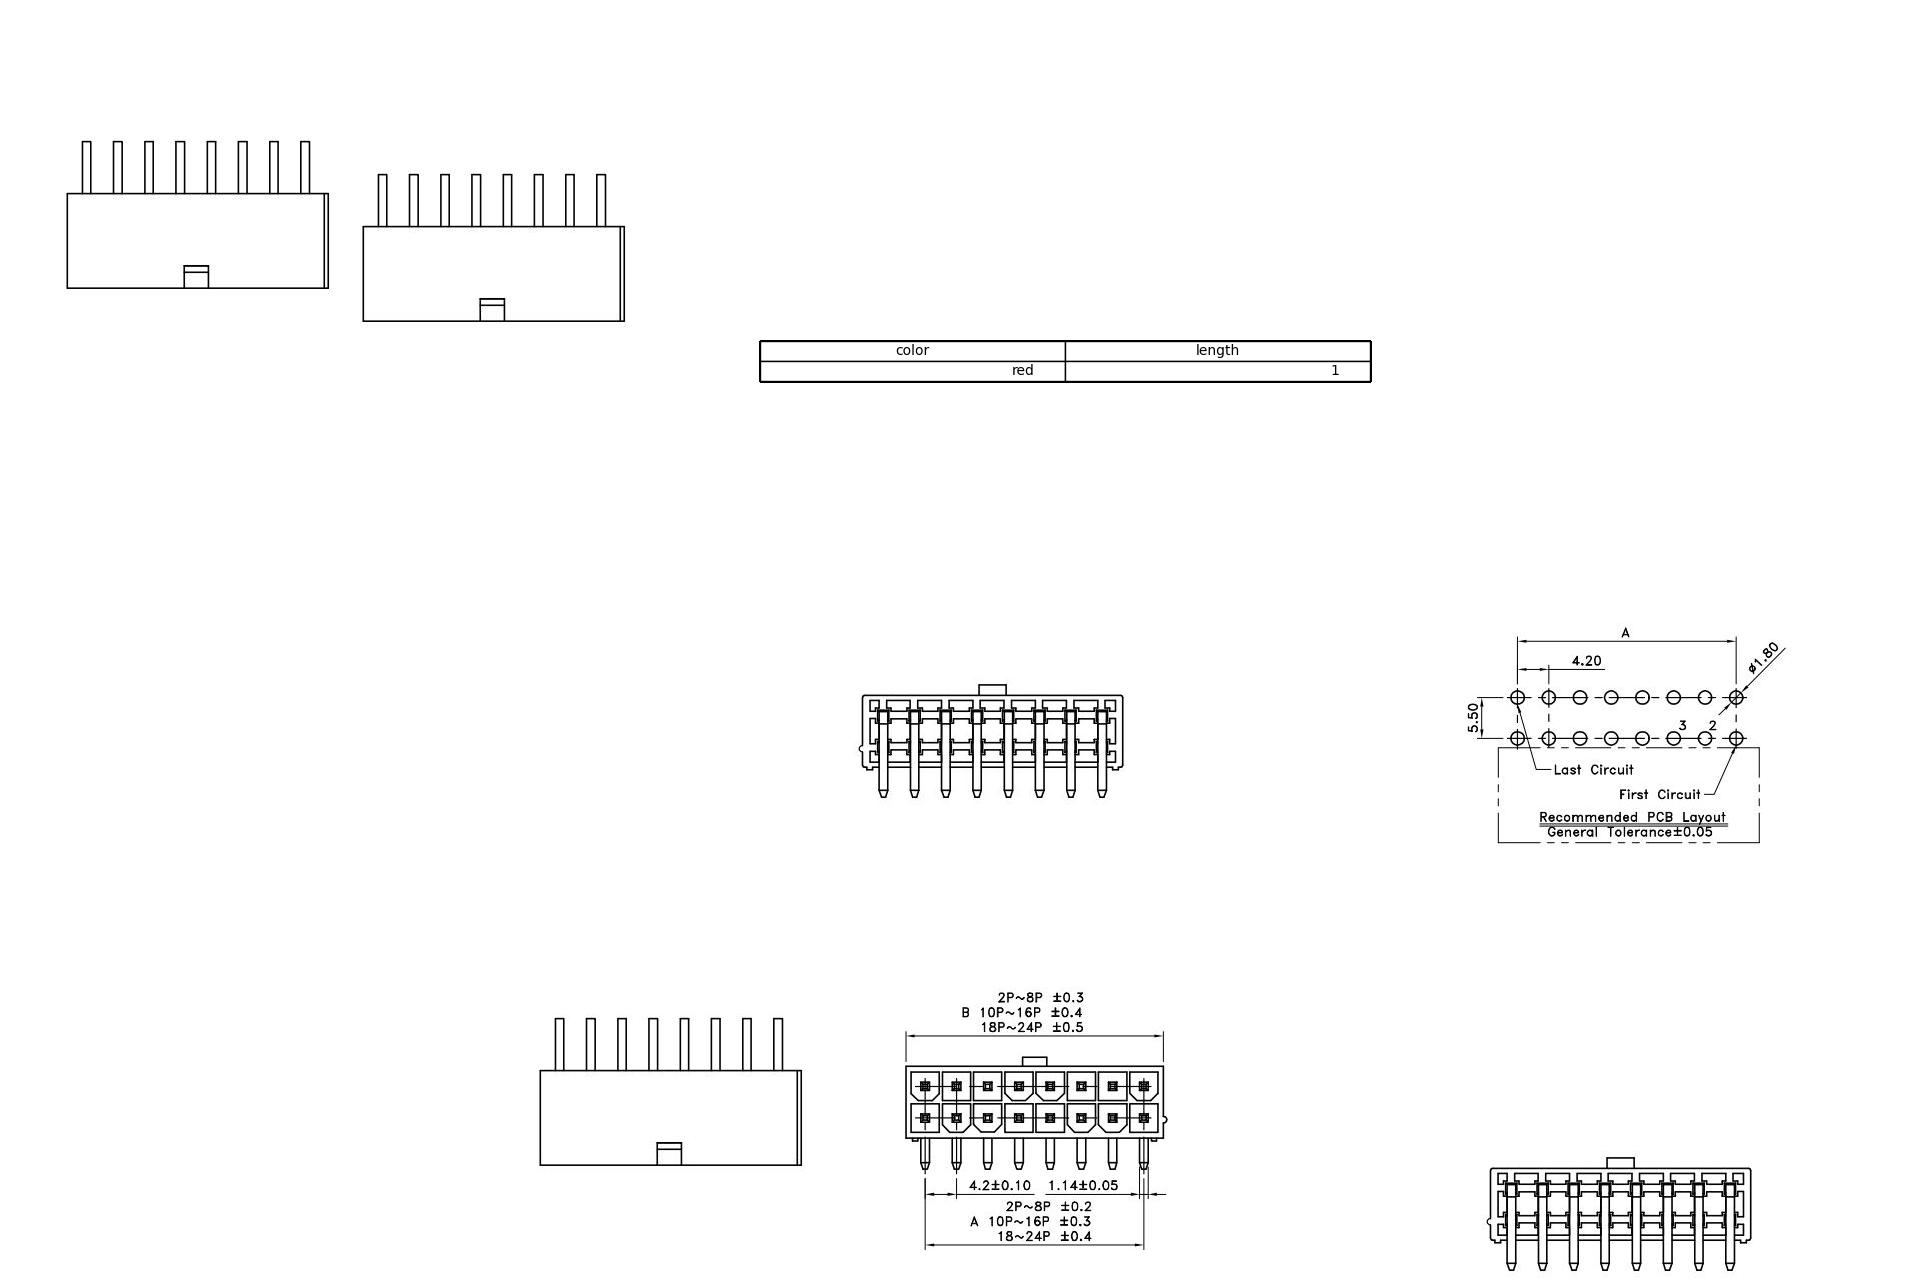 color length
red 1
A
4.20
ø1.80
5.50
3 2
Last Circuit
First Circuit
Recommended PCB Layout
General Tolerance±0.05
2P~8P ±0.3
B 10P~16P ±0.4
18P~24P ±0.5
4.2±0.10 1.14±0.05
2P~8P ±0.2
A 10P~16P ±0.3
18~24P ±0.4